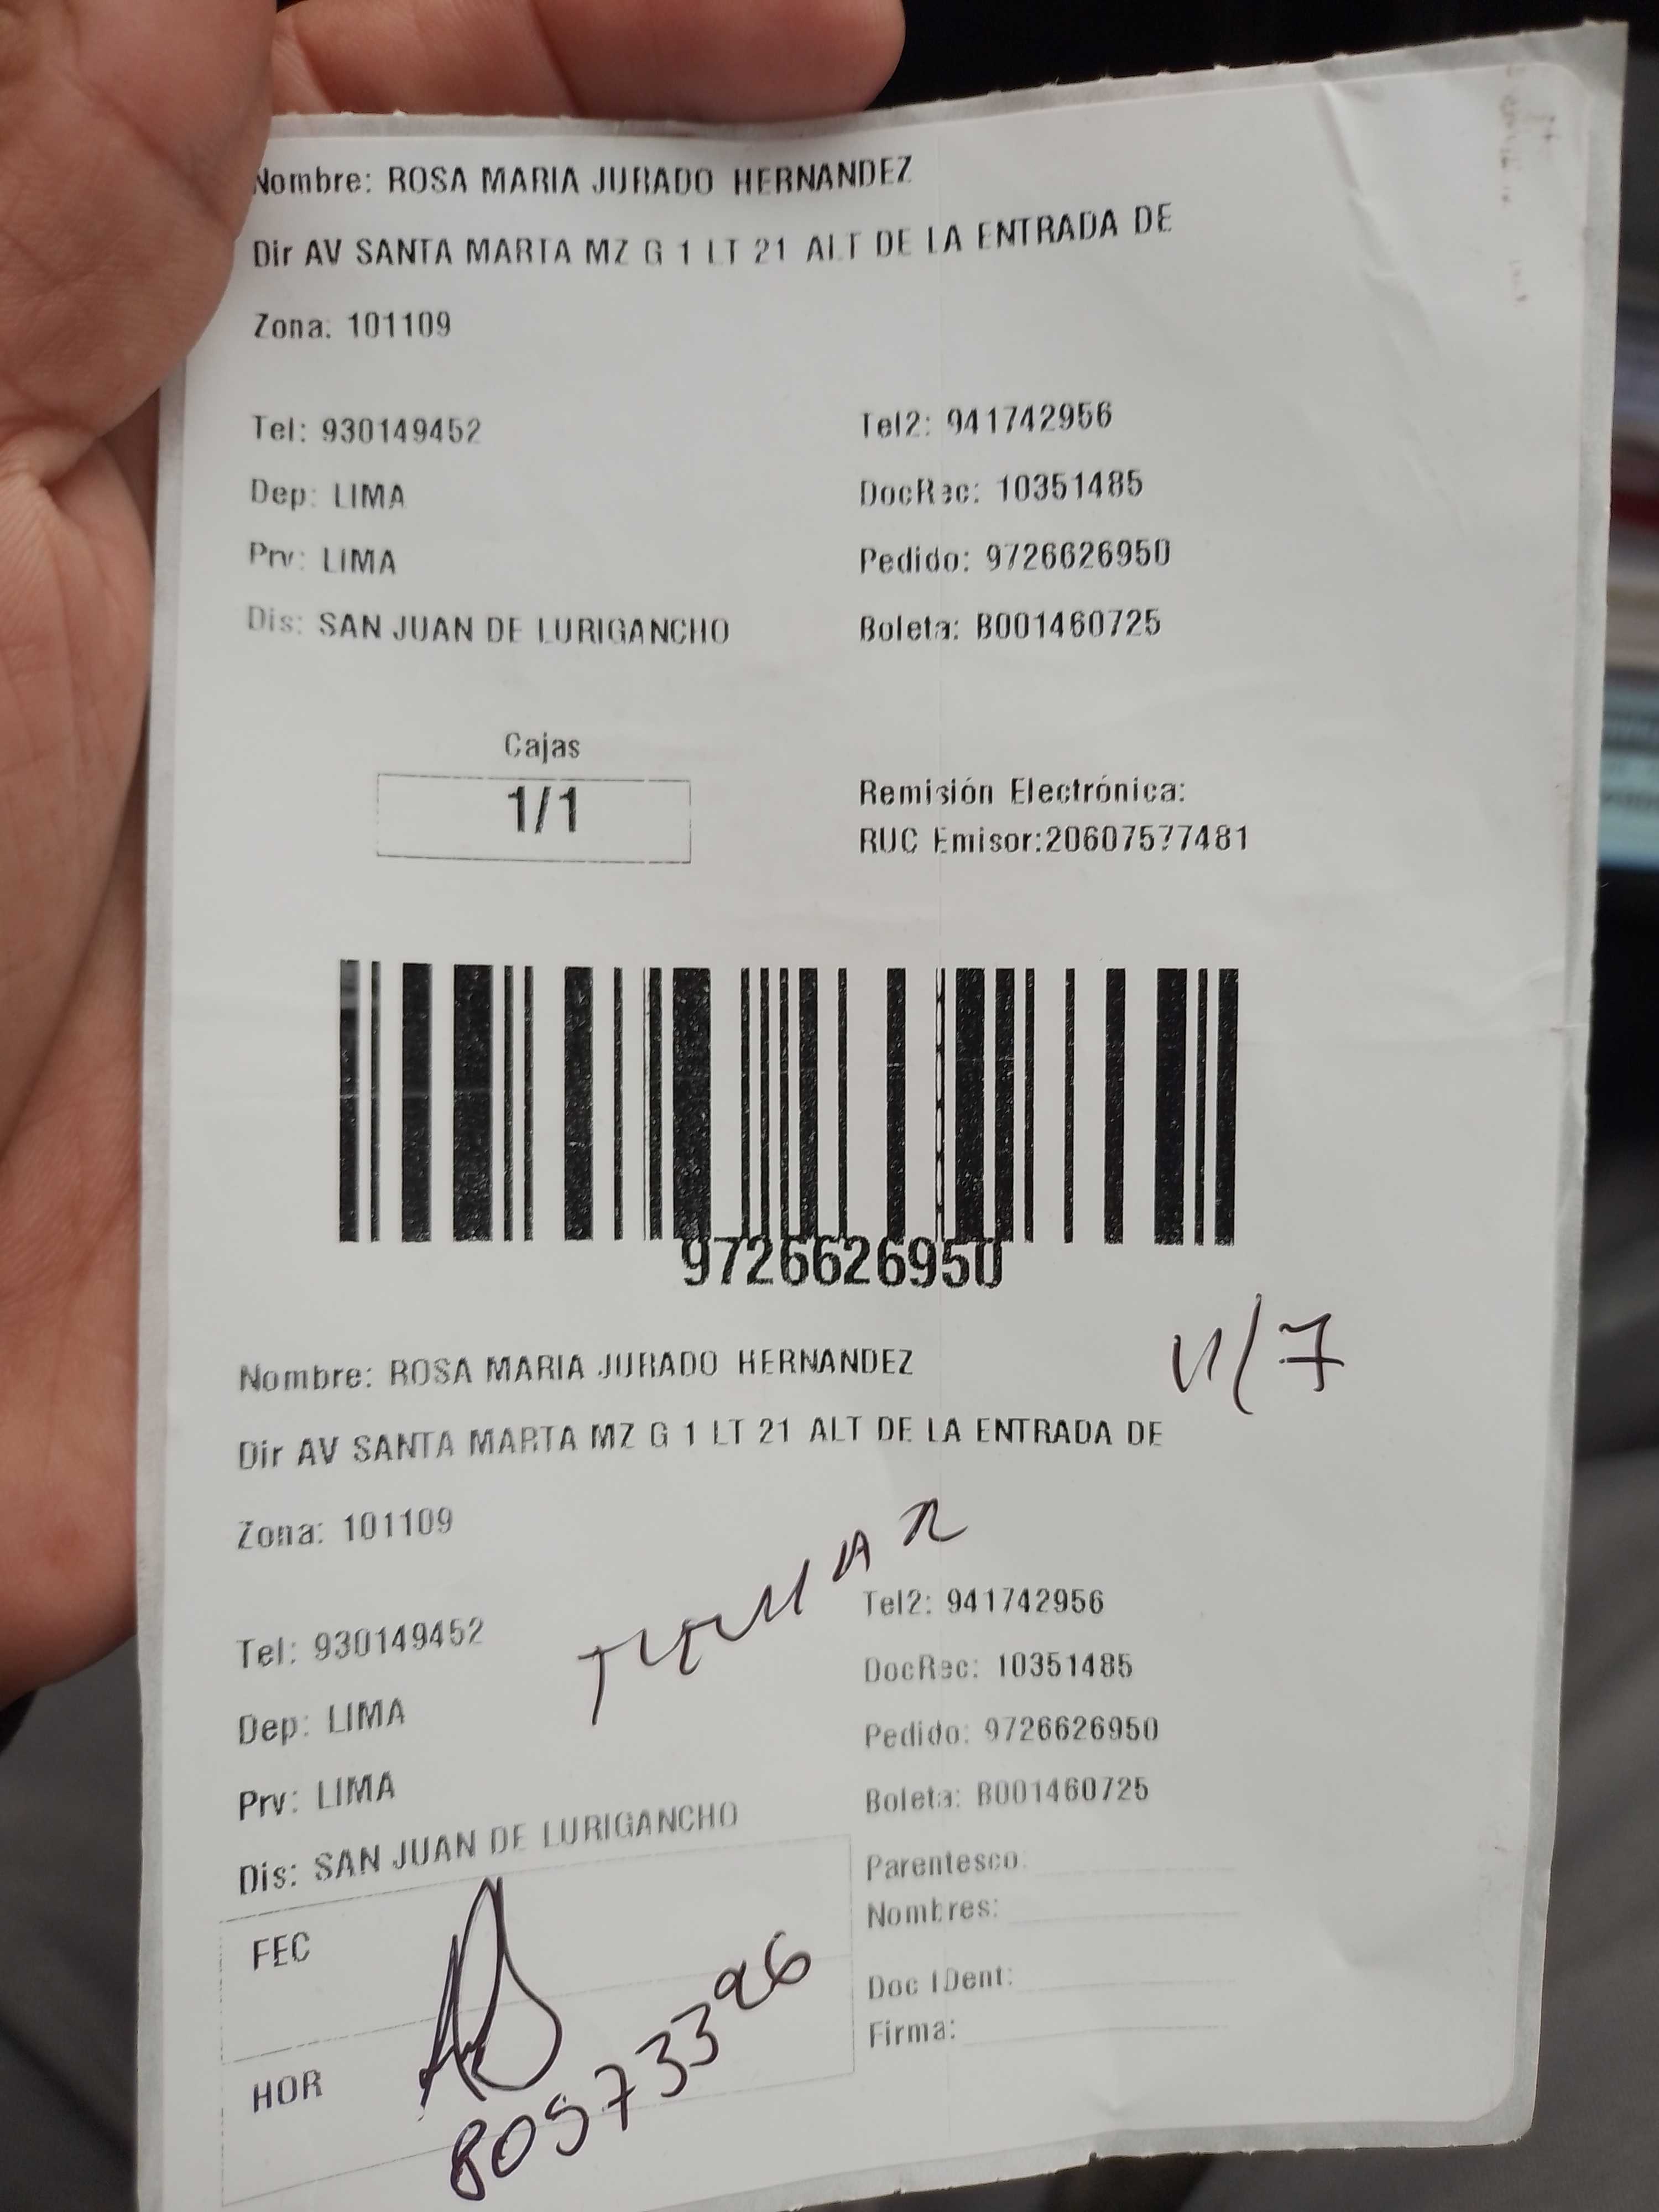 Nombre: ROSA MARIA JURADO HERNANDEZ
Dir AV SANTA MARTA MZ G 1 LT 21 ALT DE LA ENTRADA DE
Zona: 101109
Tel: 930149452 Tel2: 941742956
Dep: LIMA DocRec: 10351485
Prv: LIMA Pedido: 9726626950
Dis: SAN JUAN DE LURIGANCHO Boleta: B001460725
Cajas
1/1
Remisión Electrónica:
RUC Emisor:20607577481
9726626950
Nombre: ROSA MARIA JURADO HERNANDEZ
Dir AV SANTA MARTA MZ G 1 LT 21 ALT DE LA ENTRADA DE
Zona: 101109
Tel: 930149452 Tel2: 941742956
Dep: LIMA DocRec: 10351485
Prv: LIMA Pedido: 9726626950
Dis: SAN JUAN DE LURIGANCHO Boleta: B001460725
Parentesco:
Nombres:
FEC
Doc IDent:
Firma:
HOR
80573396